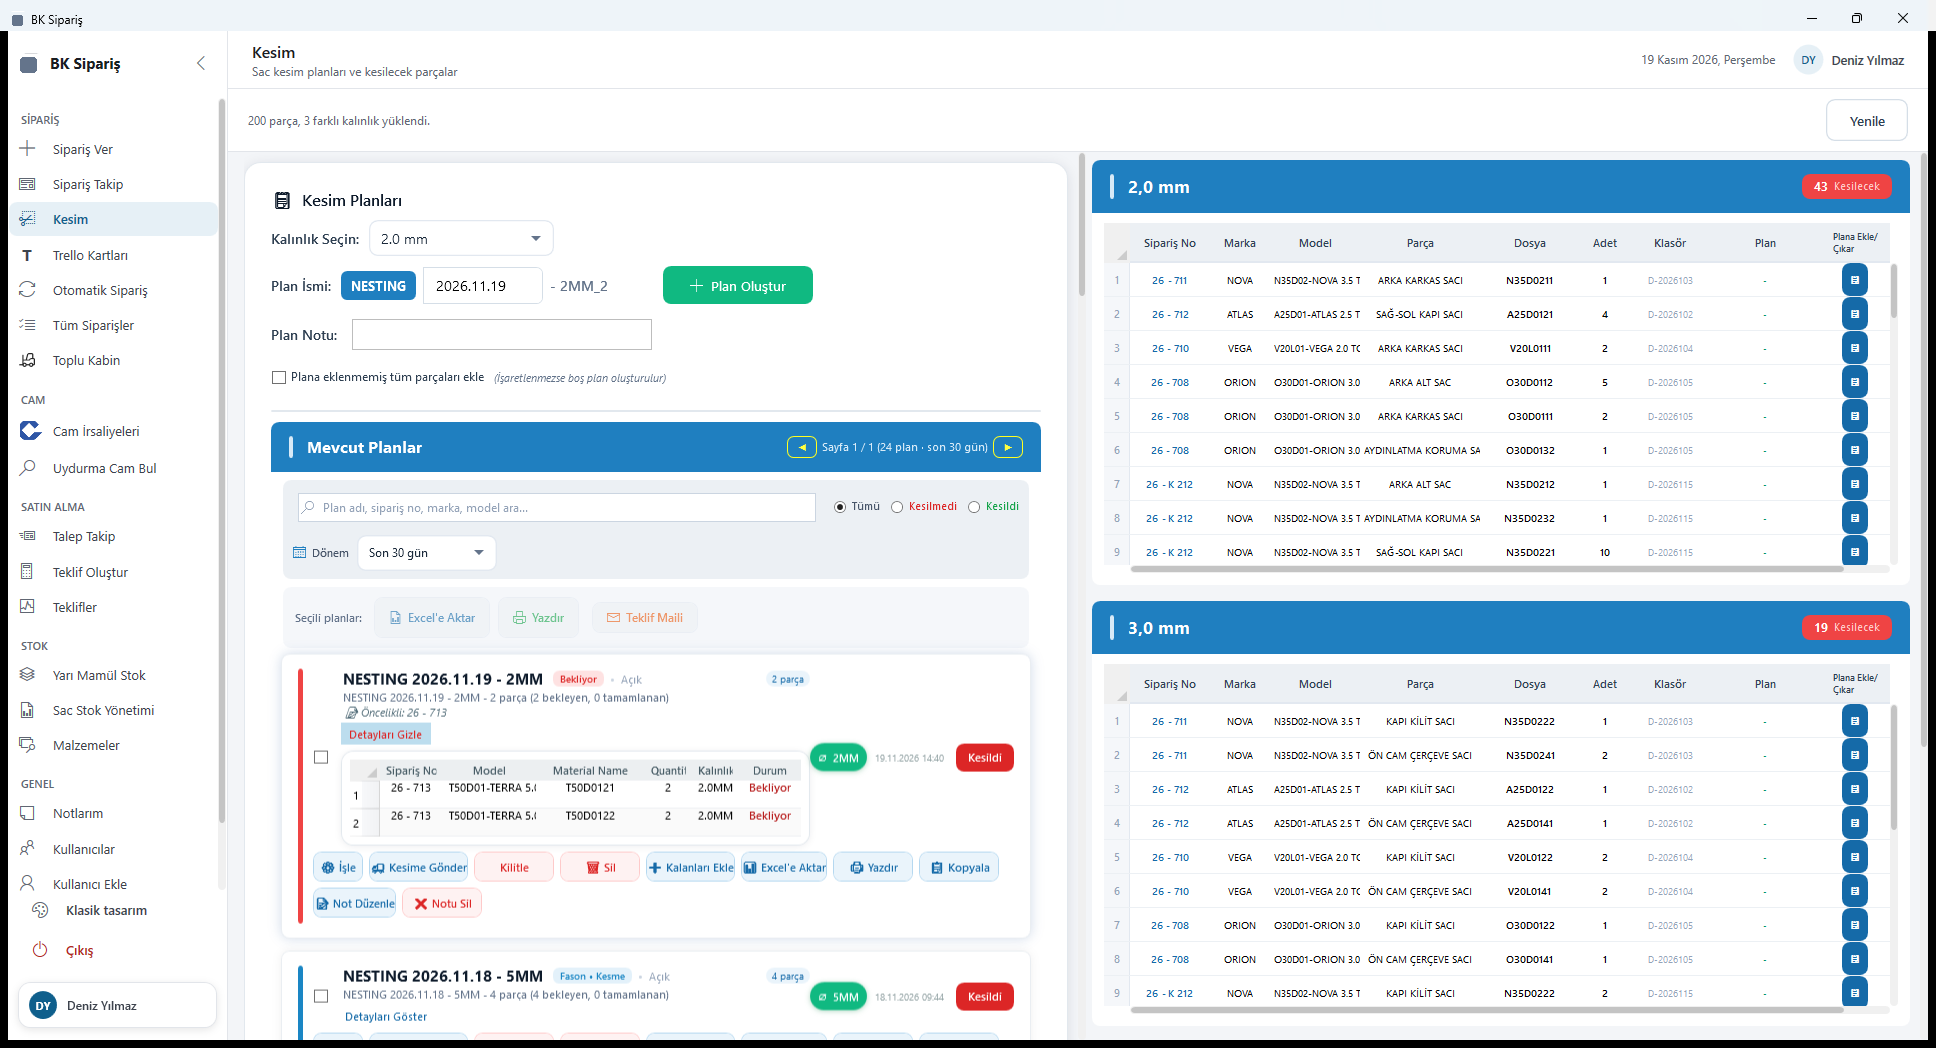 BK Sipariş
BK Sipariş
SİPARİŞ
Sipariş Ver
Sipariş Takip
Kesim
Trello Kartları
Otomatik Sipariş
Tüm Siparişler
Toplu Kabin
CAM
Cam İrsaliyeleri
Uydurma Cam Bul
SATIN ALMA
Talep Takip
Teklif Oluştur
Teklifler
STOK
Yarı Mamül Stok
Sac Stok Yönetimi
Malzemeler
GENEL
Notlarım
Kullanıcılar
Kullanıcı Ekle
Klasik tasarım
Çıkış
DY Deniz Yılmaz
Kesim
Sac kesim planları ve kesilecek parçalar
19 Kasım 2026, Perşembe DY Deniz Yılmaz
200 parça, 3 farklı kalınlık yüklendi.
Yenile
Kesim Planları
Kalınlık Seçin: 2.0 mm
Plan İsmi: NESTING 2026.11.19 - 2MM_2 Plan Oluştur
Plan Notu:
Plana eklenmemiş tüm parçaları ekle (İşaretlenmezse boş plan oluşturulur)
Mevcut Planlar ◄ Sayfa 1 / 1 (24 plan · son 30 gün) ►
Plan adı, sipariş no, marka, model ara... Tümü Kesilmedi Kesildi
Dönem Son 30 gün
Seçili planlar: Excel'e Aktar Yazdır Teklif Maili
NESTING 2026.11.19 - 2MM Bekliyor • Açık 2 parça
NESTING 2026.11.19 - 2MM - 2 parça (2 bekleyen, 0 tamamlanan)
Öncelikli: 26 - 713
Detayları Gizle
2MM 19.11.2026 14:40 Kesildi
Sipariş No Model Material Name Quantit Kalınlık Durum
1 26 - 713 T50D01-TERRA 5.0 T50D0121 2 2.0MM Bekliyor
2 26 - 713 T50D01-TERRA 5.0 T50D0122 2 2.0MM Bekliyor
İşle Kesime Gönder Kilitle Sil Kalanları Ekle Excel'e Aktar Yazdır Kopyala
Not Düzenle Notu Sil
NESTING 2026.11.18 - 5MM Fason • Kesme • Açık 4 parça
NESTING 2026.11.18 - 5MM - 4 parça (4 bekleyen, 0 tamamlanan)
5MM 18.11.2026 09:44 Kesildi
Detayları Göster
2,0 mm 43 Kesilecek
Sipariş No Marka Model Parça Dosya Adet Klasör Plan Plana Ekle/
Çıkar
1 26 - 711 NOVA N35D02-NOVA 3.5 T ARKA KARKAS SACI N35D0211 1 D-2026103 -
2 26 - 712 ATLAS A25D01-ATLAS 2.5 T SAĞ-SOL KAPI SACI A25D0121 4 D-2026102 -
3 26 - 710 VEGA V20L01-VEGA 2.0 TO ARKA KARKAS SACI V20L0111 2 D-2026104 -
4 26 - 708 ORION O30D01-ORION 3.0 ARKA ALT SAC O30D0112 5 D-2026105 -
5 26 - 708 ORION O30D01-ORION 3.0 ARKA KARKAS SACI O30D0111 2 D-2026105 -
6 26 - 708 ORION O30D01-ORION 3.0 AYDINLATMA KORUMA SA O30D0132 1 D-2026105 -
7 26 - K 212 NOVA N35D02-NOVA 3.5 T ARKA ALT SAC N35D0212 1 D-2026115 -
8 26 - K 212 NOVA N35D02-NOVA 3.5 T AYDINLATMA KORUMA SA N35D0232 1 D-2026115 -
9 26 - K 212 NOVA N35D02-NOVA 3.5 T SAĞ-SOL KAPI SACI N35D0221 10 D-2026115 -
3,0 mm 19 Kesilecek
Sipariş No Marka Model Parça Dosya Adet Klasör Plan Plana Ekle/
Çıkar
1 26 - 711 NOVA N35D02-NOVA 3.5 T KAPI KİLİT SACI N35D0222 1 D-2026103 -
2 26 - 711 NOVA N35D02-NOVA 3.5 T ÖN CAM ÇERÇEVE SACI N35D0241 2 D-2026103 -
3 26 - 712 ATLAS A25D01-ATLAS 2.5 T KAPI KİLİT SACI A25D0122 1 D-2026102 -
4 26 - 712 ATLAS A25D01-ATLAS 2.5 T ÖN CAM ÇERÇEVE SACI A25D0141 1 D-2026102 -
5 26 - 710 VEGA V20L01-VEGA 2.0 TO KAPI KİLİT SACI V20L0122 2 D-2026104 -
6 26 - 710 VEGA V20L01-VEGA 2.0 TO ÖN CAM ÇERÇEVE SACI V20L0141 2 D-2026104 -
7 26 - 708 ORION O30D01-ORION 3.0 KAPI KİLİT SACI O30D0122 1 D-2026105 -
8 26 - 708 ORION O30D01-ORION 3.0 ÖN CAM ÇERÇEVE SACI O30D0141 1 D-2026105 -
9 26 - K 212 NOVA N35D02-NOVA 3.5 T KAPI KİLİT SACI N35D0222 2 D-2026115 -